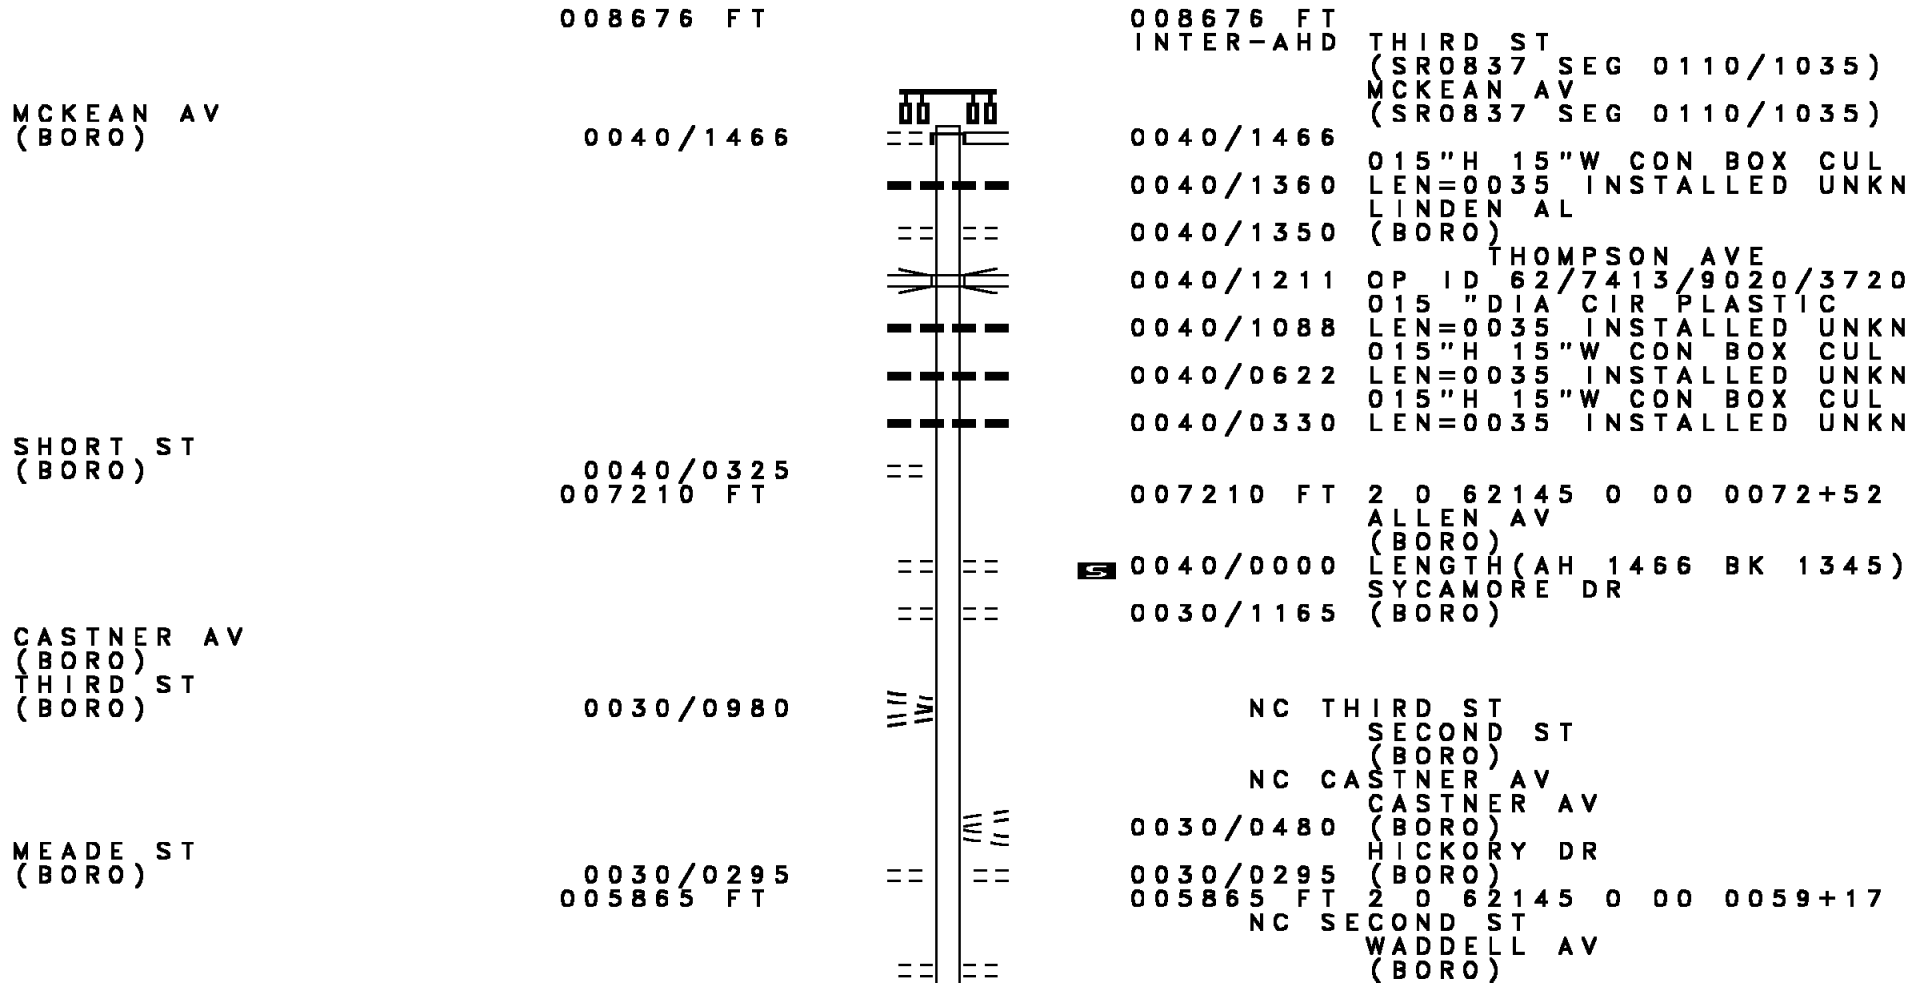 008676 FT 008676 FT
INTER-AHD THIRD ST
(SR0837 SEG 0110/1035)
MCKEAN AV
MCKEAN AV (SR0837 SEG 0110/1035)
(BORO) 0040/1466 0040/1466
015"H 15"W CON BOX CUL
0040/1360 LEN=0035 INSTALLED UNKN
LINDEN AL
0040/1350 (BORO)
THOMPSON AVE
0040/1211 OP ID 62/7413/9020/3720
015 "DIA CIR PLASTIC
0040/1088 LEN=0035 INSTALLED UNKN
015"H 15"W CON BOX CUL
0040/0622 LEN=0035 INSTALLED UNKN
015"H 15"W CON BOX CUL
0040/0330 LEN=0035 INSTALLED UNKN
SHORT ST
(BORO) 0040/0325
007210 FT 007210 FT 2 0 62145 0 00 0072+52
ALLEN AV
(BORO)
S 0040/0000 LENGTH(AH 1466 BK 1345)
SYCAMORE DR
0030/1165 (BORO)
CASTNER AV
(BORO)
THIRD ST
(BORO) 0030/0980 NC THIRD ST
SECOND ST
(BORO)
NC CASTNER AV
CASTNER AV
0030/0480 (BORO)
MEADE ST HICKORY DR
(BORO) 0030/0295 0030/0295 (BORO)
005865 FT 005865 FT 2 0 62145 0 00 0059+17
NC SECOND ST
WADDELL AV
(BORO)